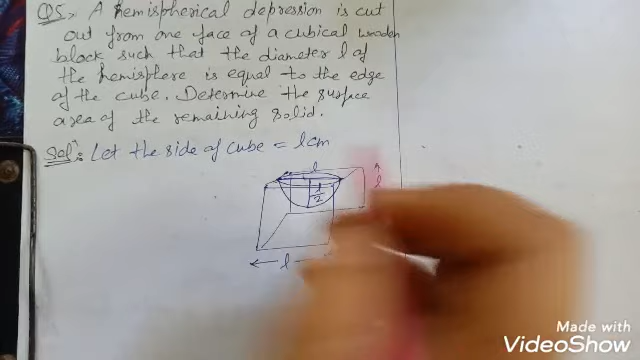 Q5. A hemispherical depression is cut
out from one face of a cubical wooden
block such that the diameter l of
the hemisphere is equal to the edge
of the cube. Determine the surface
area of the remaining solid.
Sol: Let the side of cube = l cm
l
l/2
l
l
Made with
VideoShow